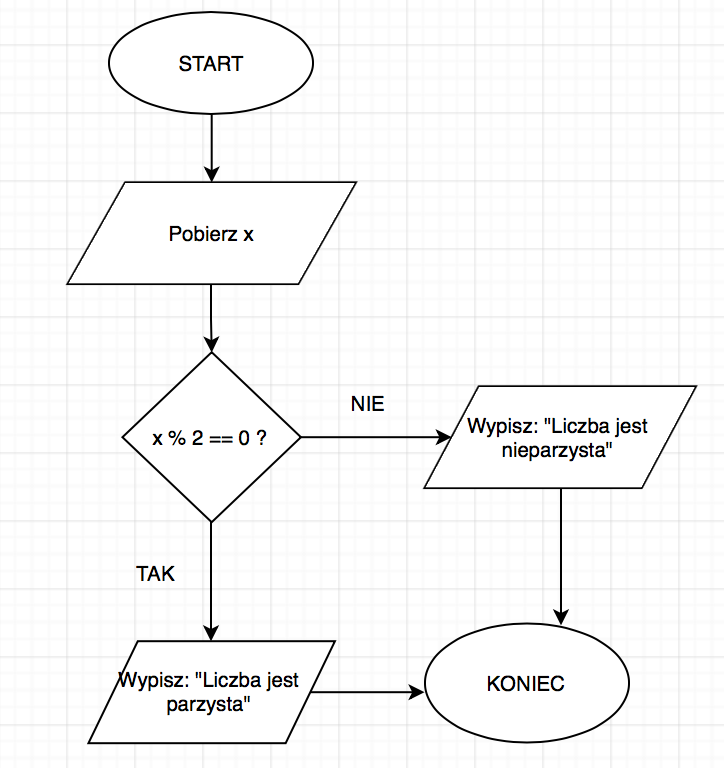 START
Pobierz x
x % 2 == 0 ?
NIE
Wypisz: "Liczba jest
nieparzysta"
TAK
Wypisz: "Liczba jest
parzysta"
KONIEC